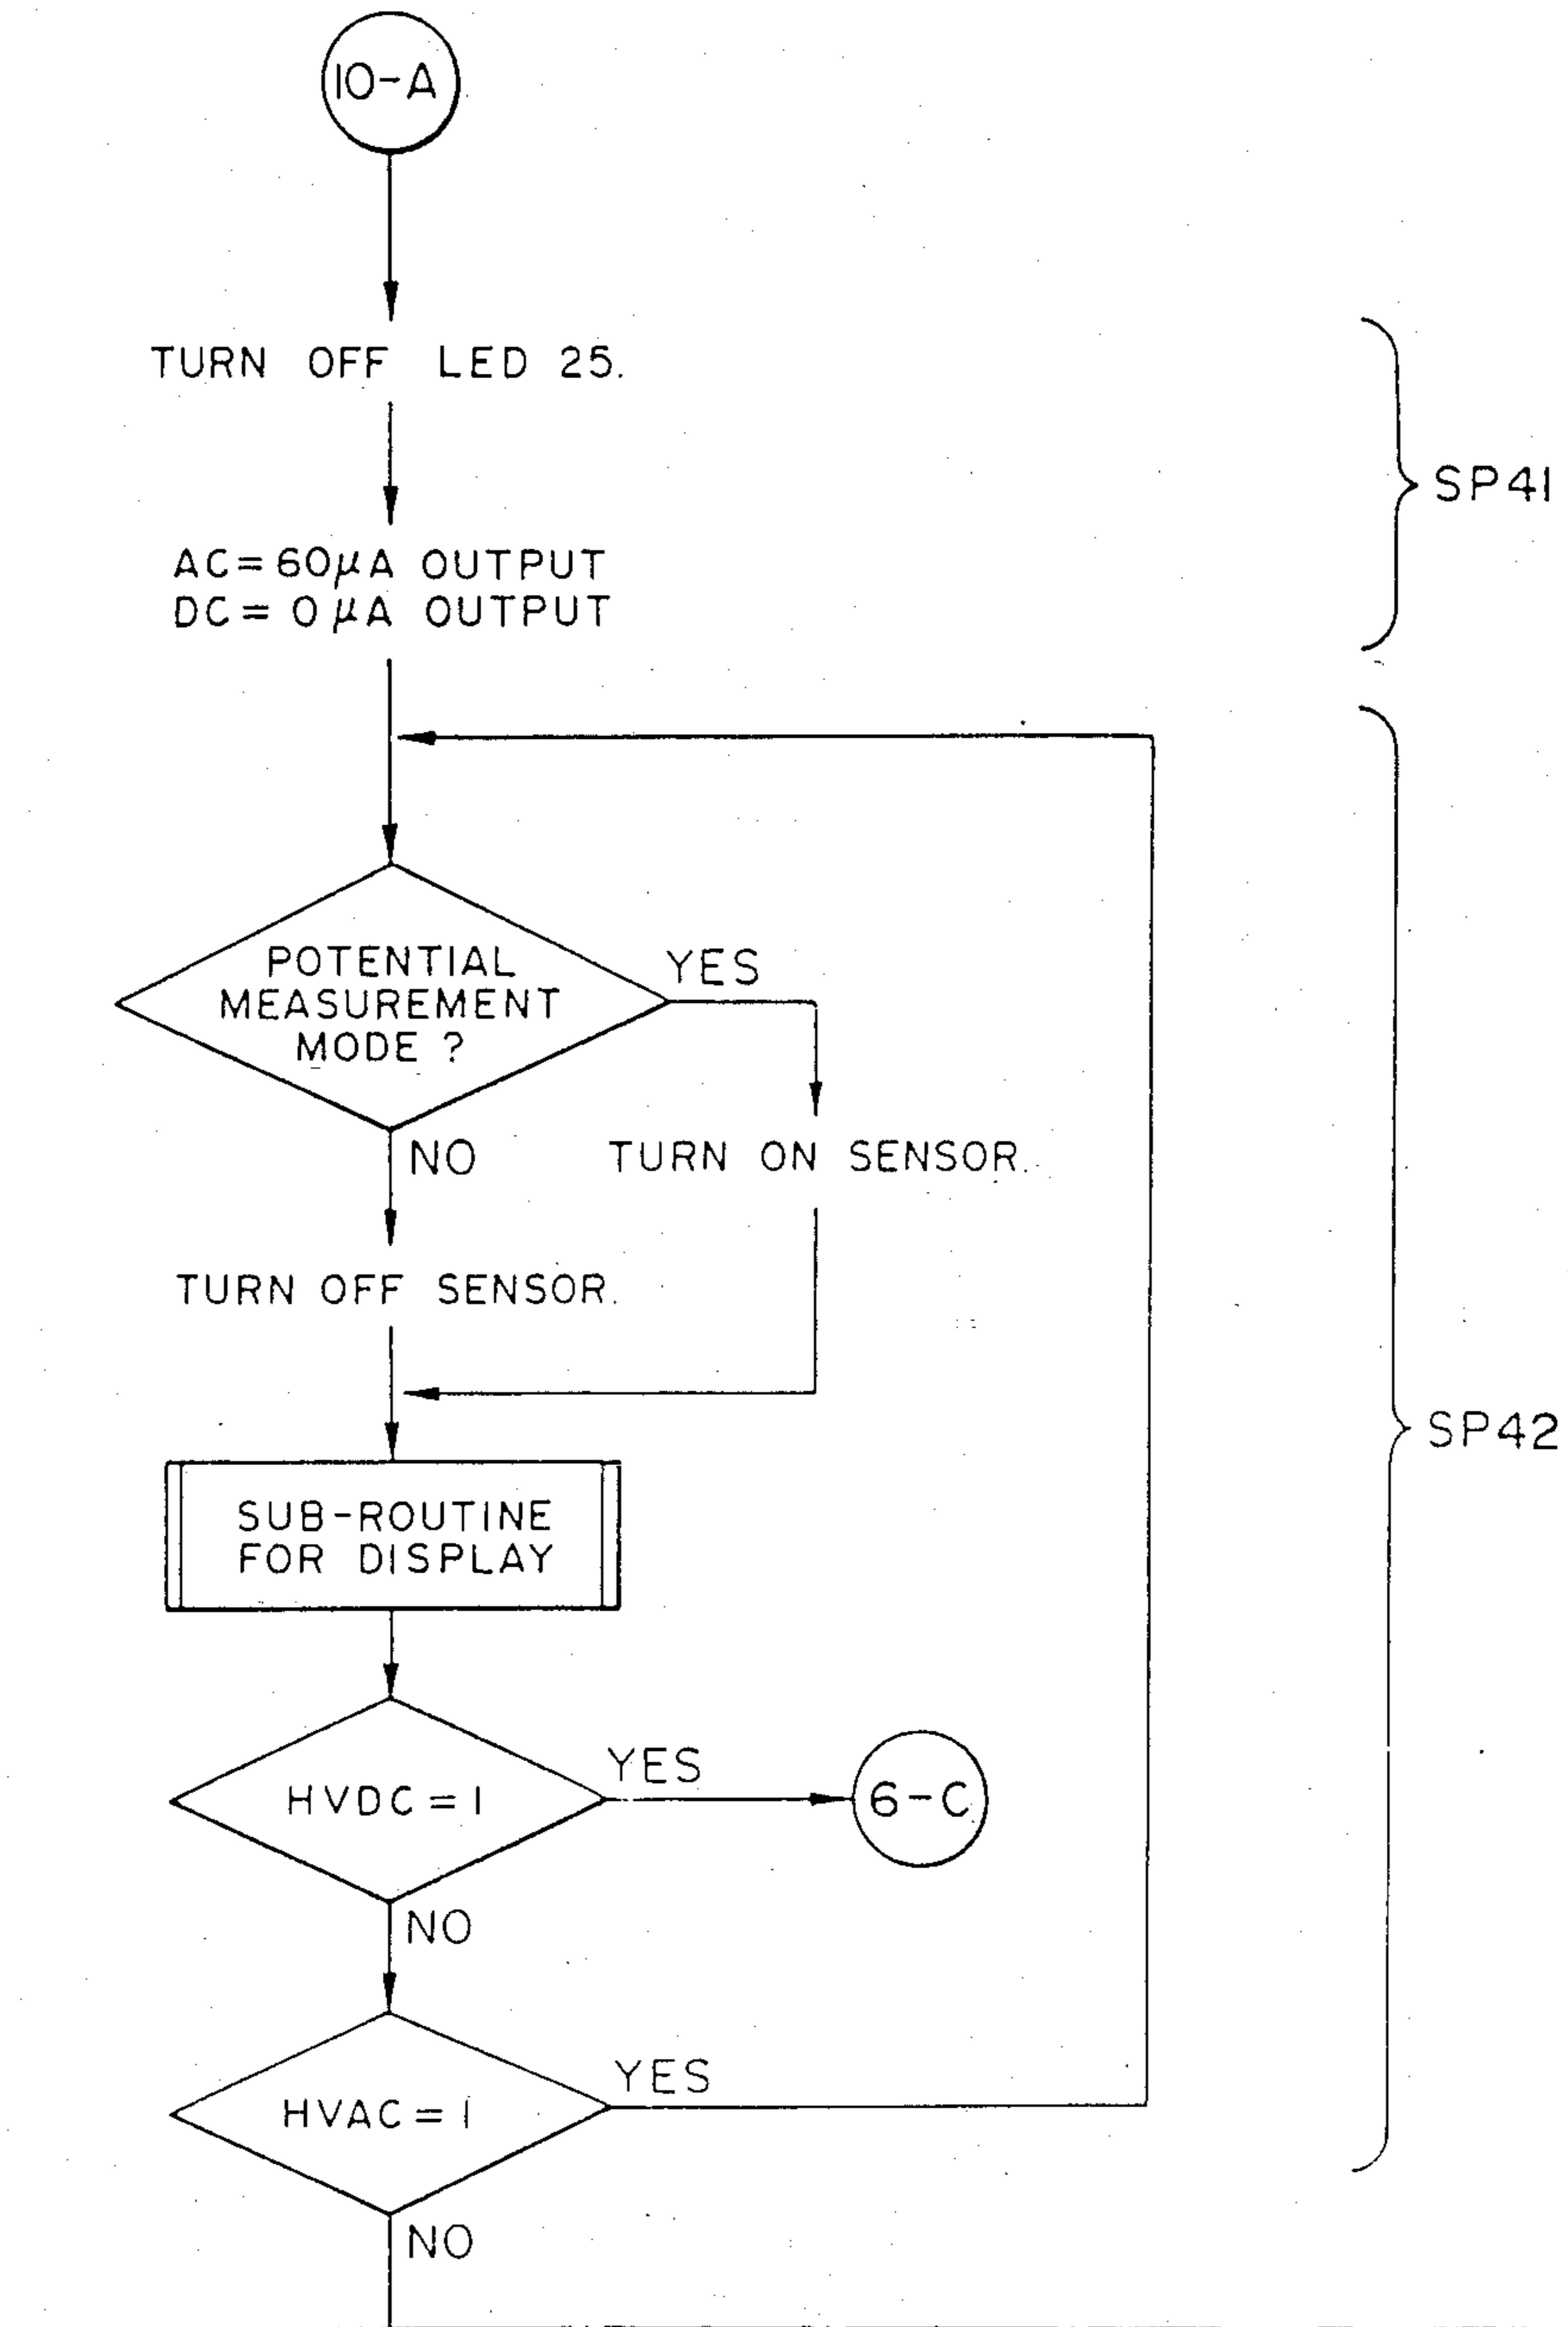 10-A
TURN OFF LED 25.
SP41
AC=60μA OUTPUT
DC=0μA OUTPUT
POTENTIAL
MEASUREMENT
MODE ?
YES
NO
TURN ON SENSOR.
TURN OFF SENSOR.
SP42
SUB-ROUTINE
FOR DISPLAY
HVDC=1
YES
6-C
NO
HVAC=1
YES
NO